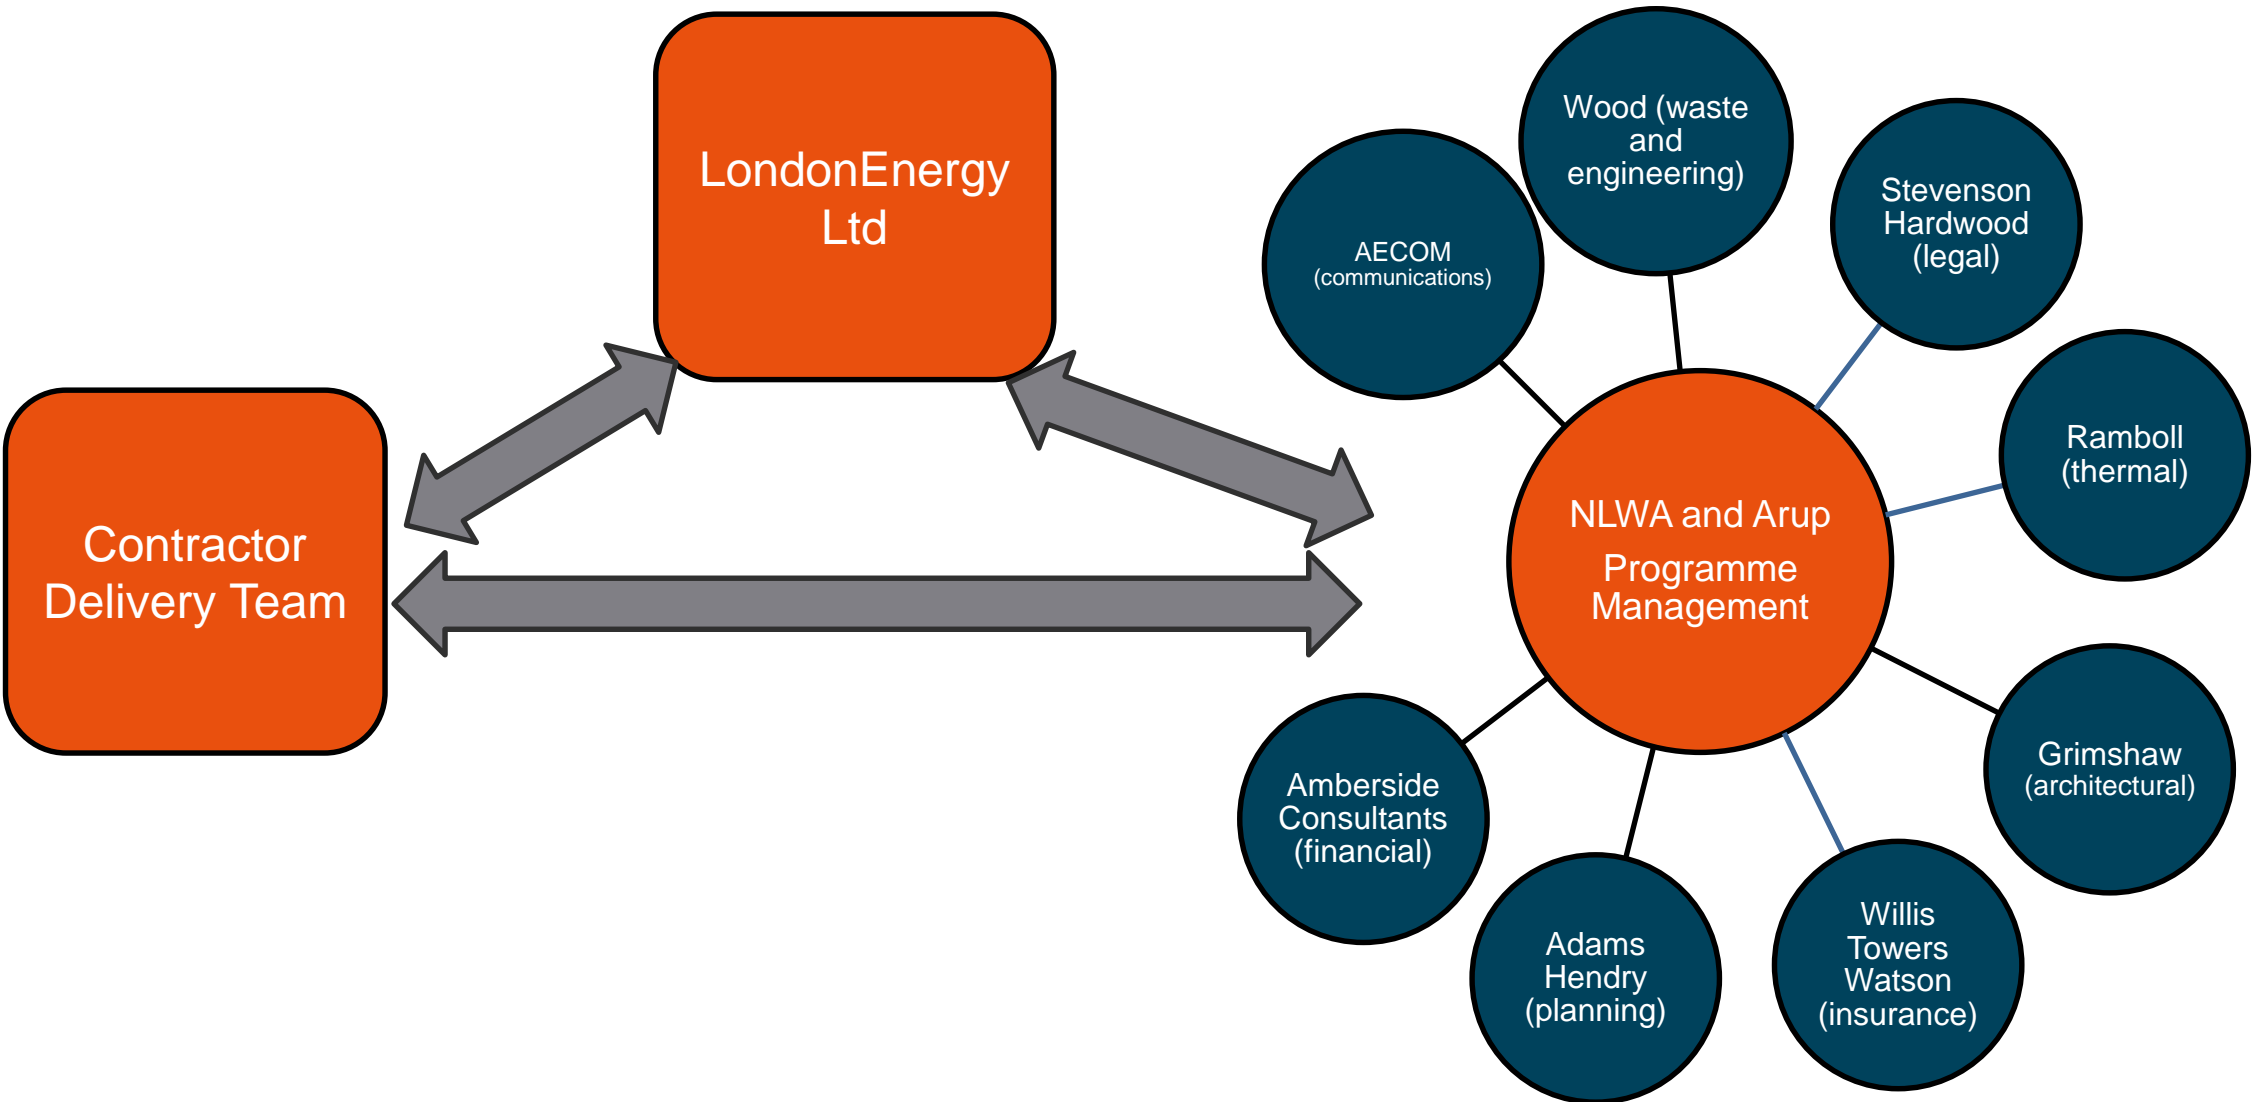 LondonEnergy
Ltd
Contractor
Delivery Team
Wood (waste
and
engineering)
AECOM
(communications)
Stevenson
Hardwood
(legal)
Ramboll
(thermal)
NLWA and Arup
Programme
Management
Grimshaw
(architectural)
Amberside
Consultants
(financial)
Adams
Hendry
(planning)
Willis
Towers
Watson
(insurance)